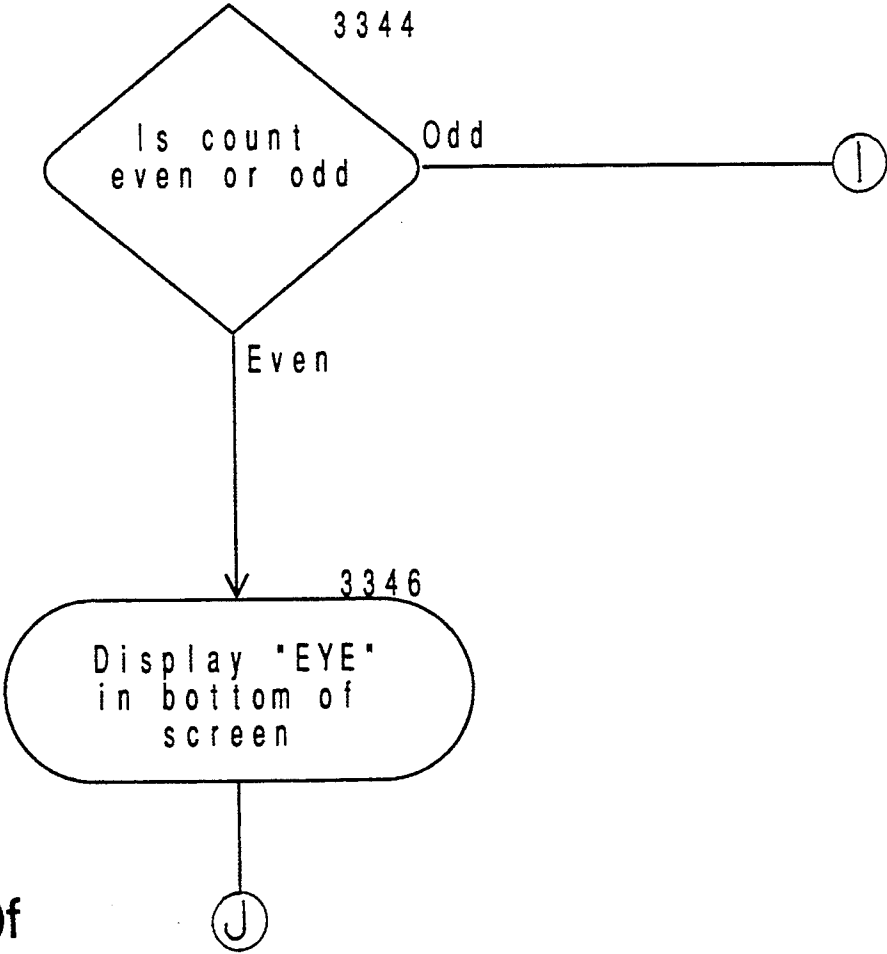 3344
Is count
even or odd
Odd
I
Even
3346
Display "EYE"
in bottom of
screen
J